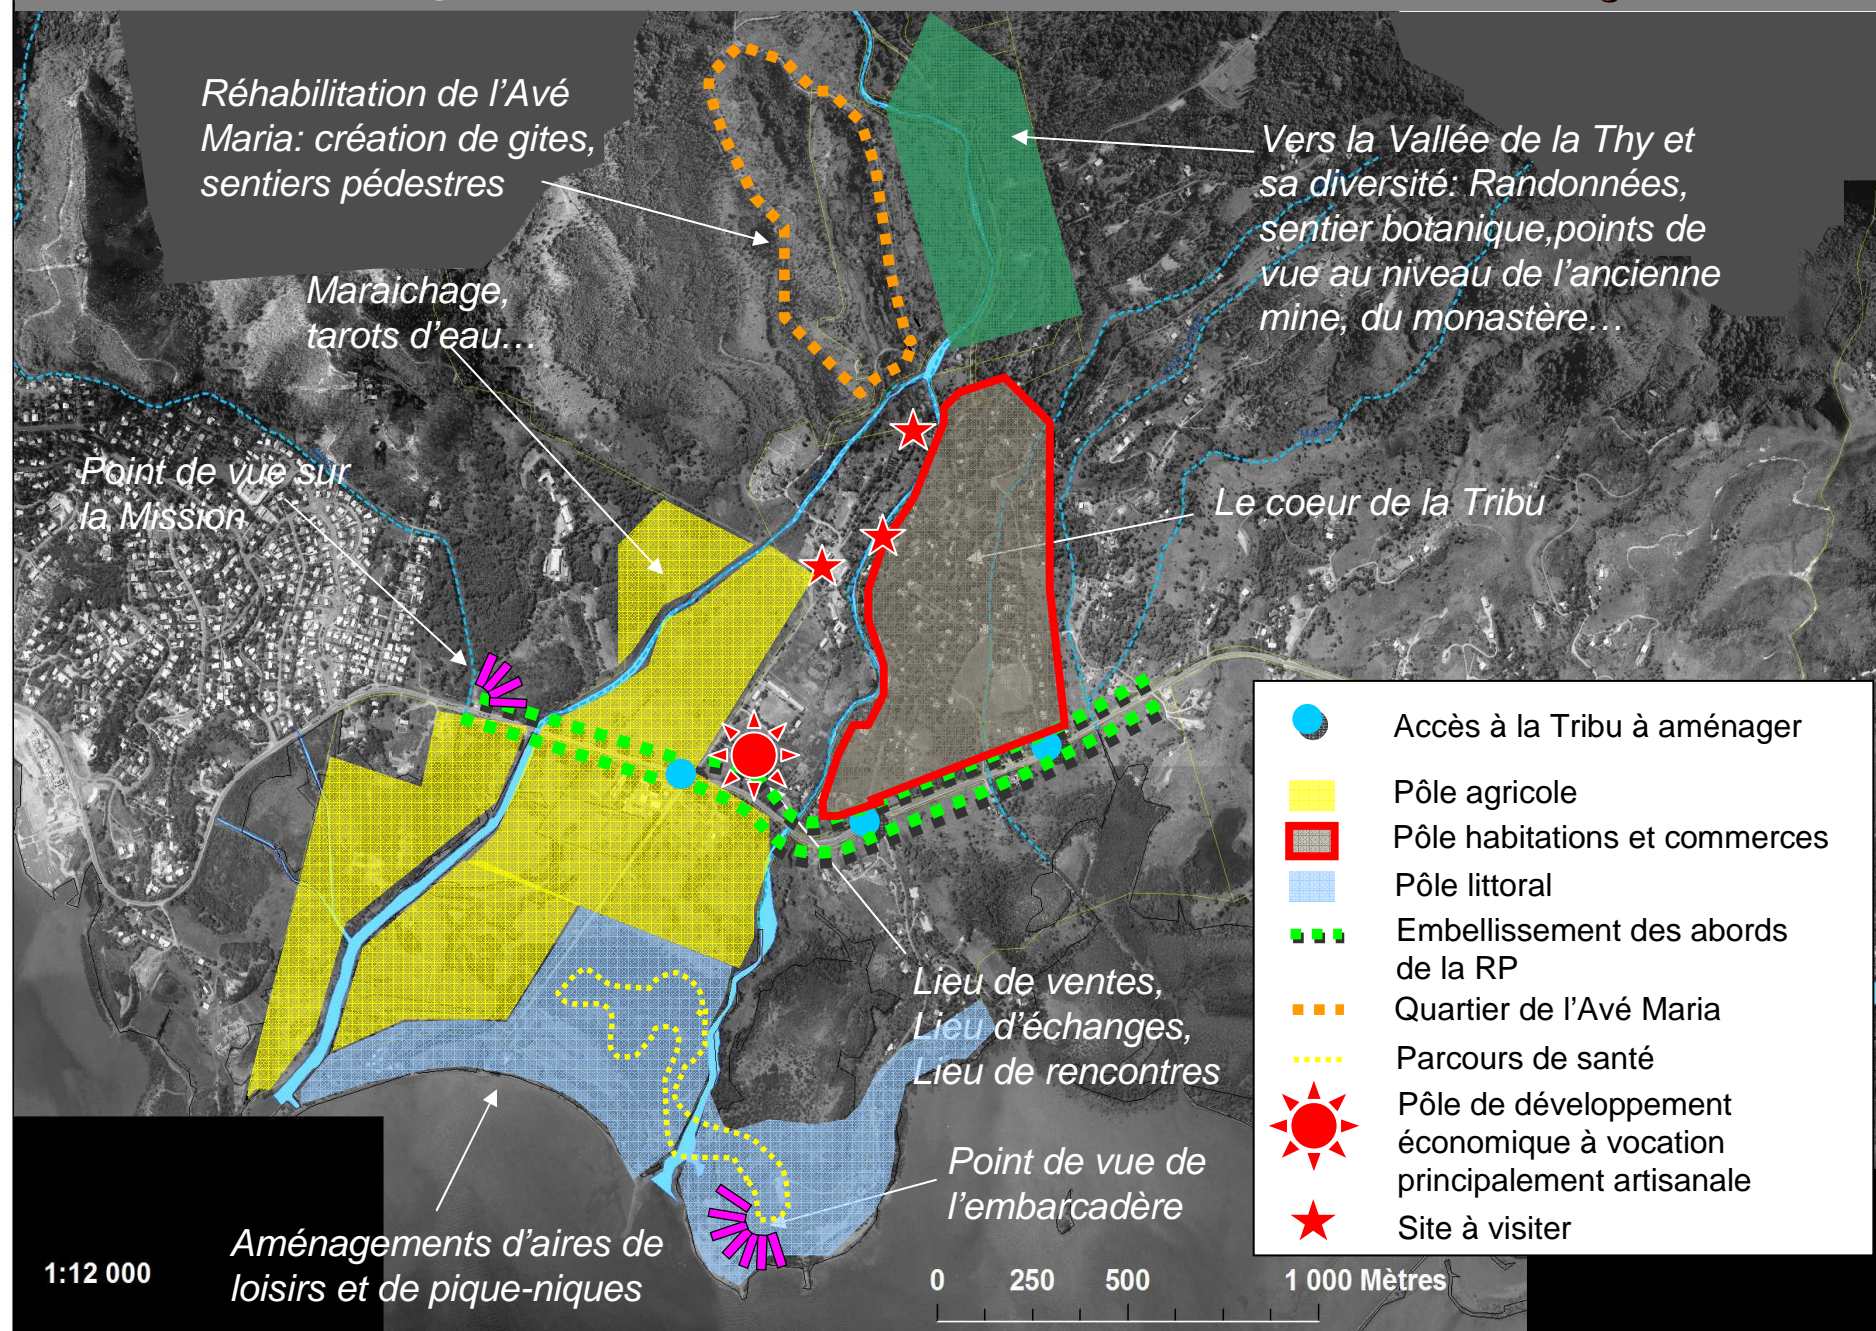 Réhabilitation de l'Avé
Maria: création de gites,
sentiers pédestres
Vers la Vallée de la Thy et
sa diversité: Randonnées,
sentier botanique,points de
vue au niveau de l'ancienne
mine, du monastère…
Maraichage,
tarots d'eau…
Point de vue sur
la Mission
Le coeur de la Tribu
Lieu de ventes,
Lieu d'échanges,
Lieu de rencontres
Point de vue de
l'embarcadère
Aménagements d'aires de
loisirs et de pique-niques
Accès à la Tribu à aménager
Pôle agricole
Pôle habitations et commerces
Pôle littoral
Embellissement des abords
de la RP
Quartier de l'Avé Maria
Parcours de santé
Pôle de développement
économique à vocation
principalement artisanale
Site à visiter
1:12 000
0 250 500 1 000 Mètres